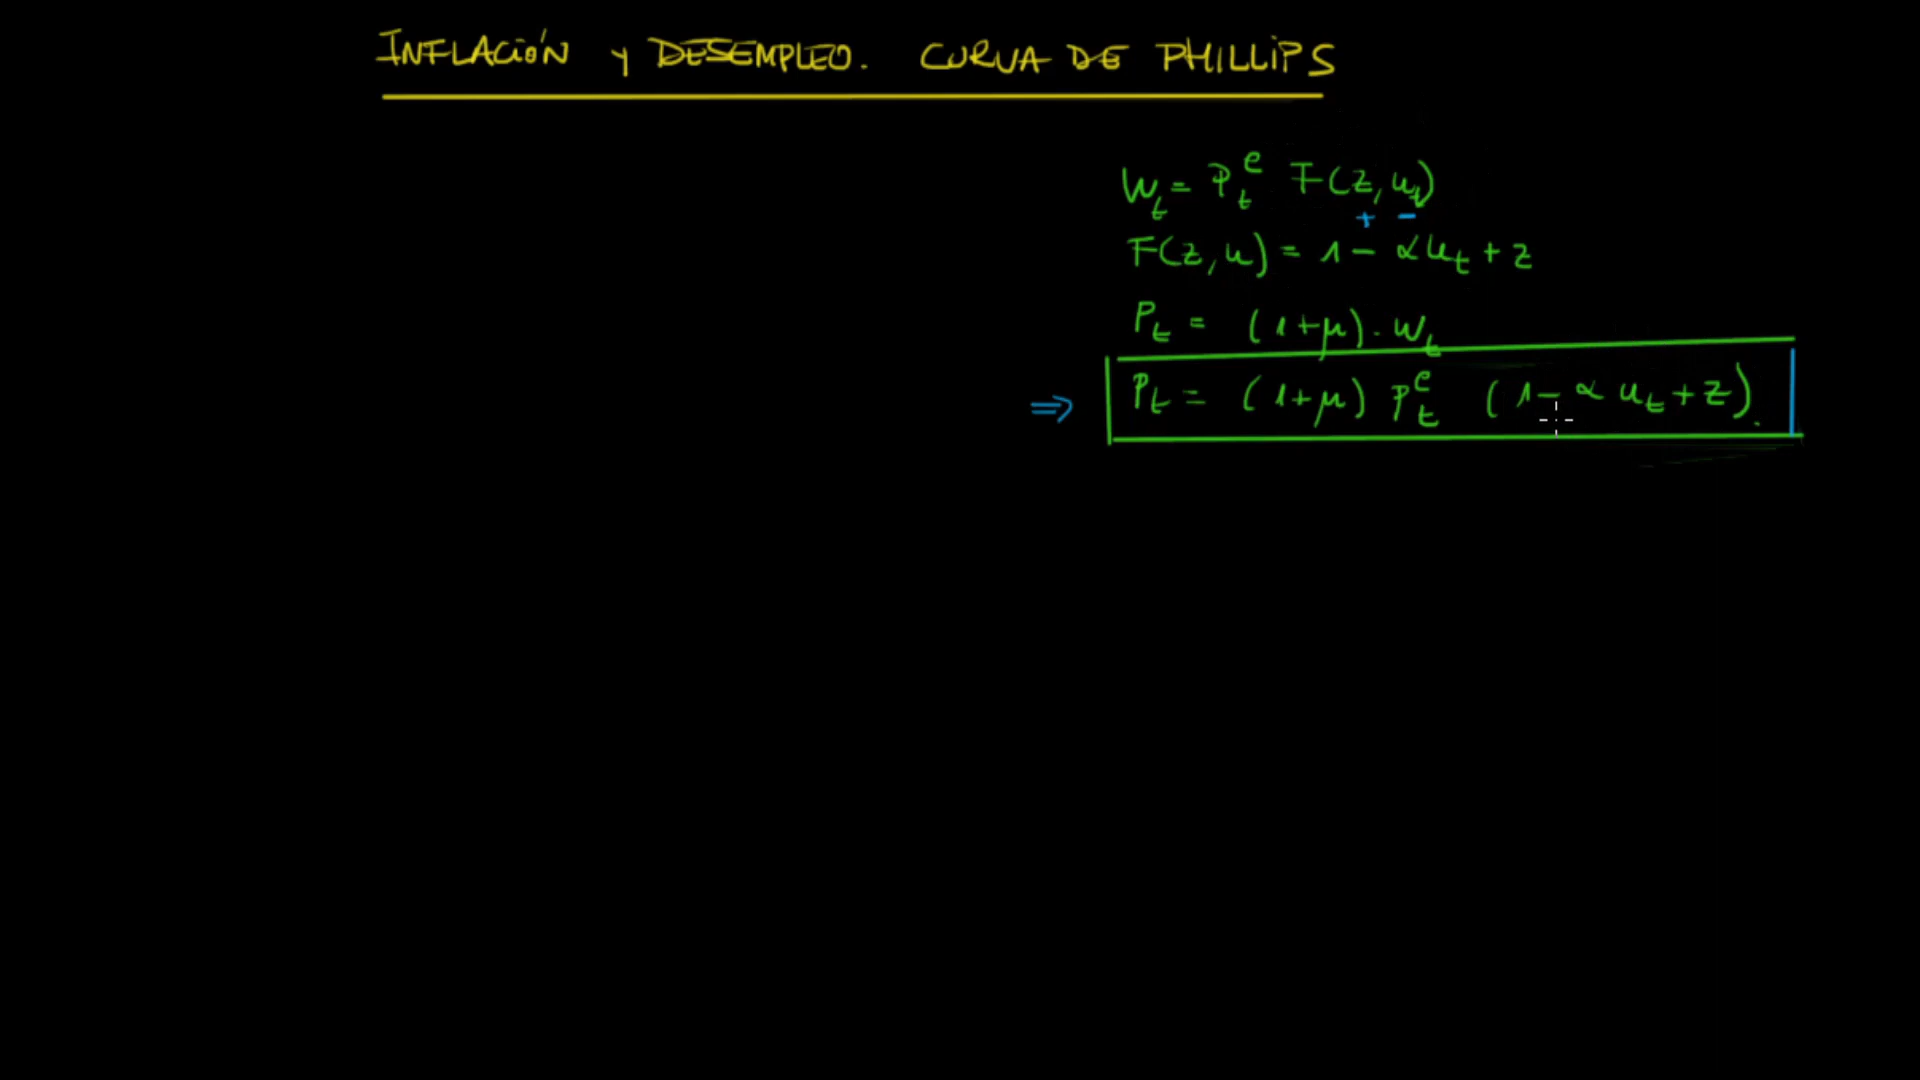 INFLACIÓN Y DESEMPLEO. CURVA DE PHILLIPS
W_t = P_t^e F(z, u_t)
+ −
F(z, u) = 1 − αu_t + z
P_t = (1+μ) . W_t
⇒ P_t = (1+μ) P_t^e (1 − α u_t + z).